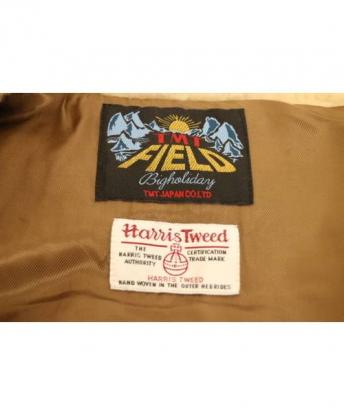 TMT
FIELD
Bigholiday
TMT JAPAN CO.LTD
Harris Tweed
THE HARRIS TWEED AUTHORITY
CERTIFICATION TRADE MARK
HARRIS TWEED
HAND WOVEN IN THE OUTER HEBRIDES